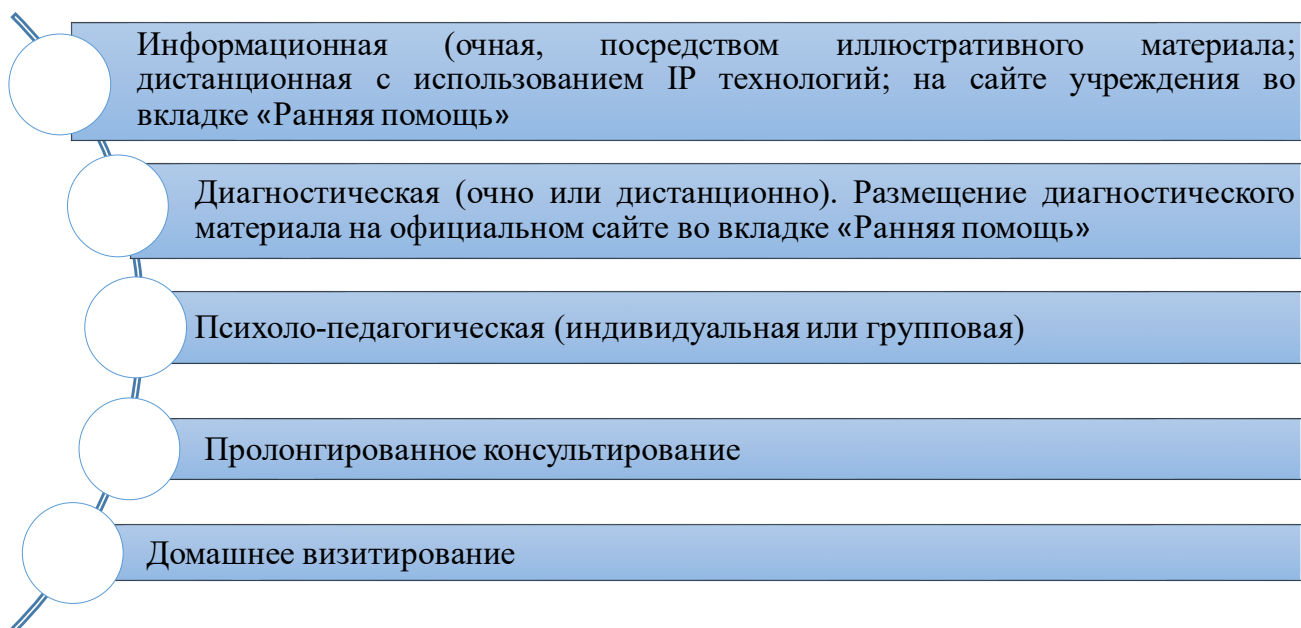 Информационная (очная, посредством иллюстративного материала;
дистанционная с использованием IP технологий; на сайте учреждения во
вкладке «Ранняя помощь»
Диагностическая (очно или дистанционно). Размещение диагностического
материала на официальном сайте во вкладке «Ранняя помощь»
Психоло-педагогическая (индивидуальная или групповая)
Пролонгированное консультирование
Домашнее визитирование